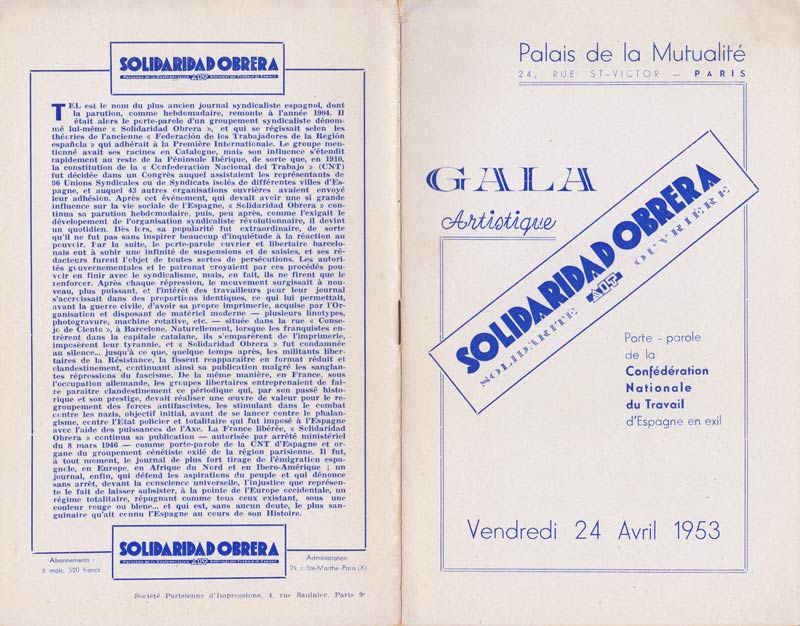 SOLIDARIDAD OBRERA
AIT
TEL est le nom du plus ancien journal syndicaliste espagnol, dont
la parution, comme hebdomadaire, remonte à l'année 1904. Il
était alors le porte-parole d'un groupement syndicaliste dénom-
mé lui-même « Solidaridad Obrera », et qui se régissait selon les
théories de l'ancienne « Federación de los Trabajadores de la Región
española » qui adhérait à la Première Internationale. Le groupe men-
tionné avait ses racines en Catalogne, mais son influence s'étendit
rapidement au reste de la Péninsule Ibérique, de sorte que, en 1910,
la constitution de la « Confederación Nacional del Trabajo » (CNT)
fut décidée dans un Congrès auquel assistaient les représentants de
96 Unions Syndicales ou de Syndicats isolés de différentes villes d'Es-
pagne, et auquel 43 autres organisations ouvrières avaient envoyé
leur adhésion. Après cet événement, qui devait avoir une si grande
influence sur la vie sociale de l'Espagne, « Solidaridad Obrera » con-
tinua sa parution hebdomadaire, puis, peu après, comme l'exigait le
développement de l'organisation syndicaliste révolutionnaire, il devint
un quotidien. Dès lors, sa popularité fut extraordinaire, de sorte
qu'il ne fut pas sans inspirer beaucoup d'inquiétude à la réaction au
pouvoir. Par la suite, le porte-parole ouvrier et libertaire barcelo-
nais eut à subir une infinité de suspensions et de saisies, et ses ré-
dacteurs furent l'objet de toutes sortes de persécutions. Les autori-
tés gouvernementales et le patronat croyaient par ces procédés pou-
voir en finir avec le syndicalisme, mais, en fait, ils ne firent que le
renforcer. Après chaque répression, le mouvement surgissait à nou-
veau, plus puissant, et l'intérêt des travailleurs pour leur journal
s'accroissait dans des proportions identiques, ce qui lui permettait,
avant la guerre civile, d'avoir sa propre imprimerie, acquise par l'Or-
ganisation et disposant de matériel moderne — plusieurs linotypes,
photogravure, machine rotative, etc. — située dans la rue « Conse-
jo de Ciento », à Barcelone. Naturellement, lorsque les franquistes en-
trèrent dans la capitale catalane, ils s'emparèrent de l'imprimerie,
imposèrent leur tyrannie, et « Solidaridad Obrera » fut condamnée
au silence... jusqu'à ce que, quelque temps après, les militants liber-
taires de la Résistance, la fissent reapparaître en format réduit et
clandestinement, continuant ainsi sa publication malgré les sanglan-
tes répressions du fascisme. De la même manière, en France, sous
l'occupation allemande, les groupes libertaires entreprenaient de fai-
re paraître clandestinement ce périodique qui, par son passé histo-
rique et son prestige, devait réaliser une œuvre de valeur pour le re-
groupement des forces antifascistes, les stimulant dans le combat
contre les nazis, objectif initial, avant de se lancer contre le phalan-
gisme, contre l'Etat policier et totalitaire qui fut imposé à l'Espagne
avec l'aide des puissances de l'Axe. La France libérée, « Solidaridad
Obrera » continua sa publication — autorisée par arrêté ministériel
du 8 mars 1946 — comme porte-parole de la CNT d'Espagne et or-
gane du groupement cénétiste exilé de la région parisienne. Il fut,
à tout moment, le journal de plus fort tirage de l'émigration espa-
gnole, en Europe, en Afrique du Nord et en Ibero-Amérique ; un
journal, enfin, qui défend les aspirations du peuple et qui dénonce
sans arrêt, devant la conscience universelle, l'injustice que représen-
te le fait de laisser subsister, à la pointe de l'Europe occidentale, un
régime totalitaire, répugnant comme tous ceux existant, sous une
couleur rouge ou bleue... et qui est, sans aucun doute, le plus san-
guinaire qu'ait connu l'Espagne au cours de son Histoire.
SOLIDARIDAD OBRERA
AIT
Abonnements :
6 mois, 320 francs
Administration
24, r. Ste-Marthe-Paris (X)
Société Parisienne d'Impressions, 4, rue Saulnier, Paris 9e
Palais de la Mutualité
24, RUE ST-VICTOR — PARIS
GALA
Artistique
SOLIDARIDAD OBRERA
AIT
SOLIDARITE OUVRIERE
Porte-parole
de la
Confédération
Nationale
du Travail
d'Espagne en exil
Vendredi 24 Avril 1953